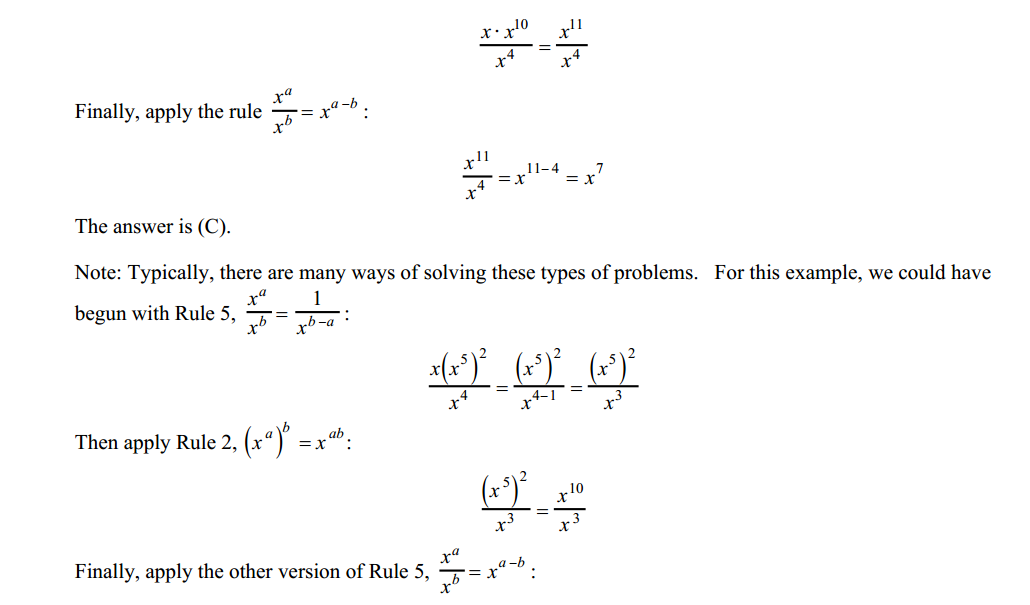 $\frac{x \cdot x^{10}}{x^4} = \frac{x^{11}}{x^4}$
Finally, apply the rule $\frac{x^a}{x^b} = x^{a-b}$ :
$\frac{x^{11}}{x^4} = x^{11-4} = x^7$
The answer is (C).
Note: Typically, there are many ways of solving these types of problems. For this example, we could have
begun with Rule 5, $\frac{x^a}{x^b} = \frac{1}{x^{b-a}}$ :
$\frac{x(x^5)^2}{x^4} = \frac{(x^5)^2}{x^{4-1}} = \frac{(x^5)^2}{x^3}$
Then apply Rule 2, $(x^a)^b = x^{ab}$:
$\frac{(x^5)^2}{x^3} = \frac{x^{10}}{x^3}$
Finally, apply the other version of Rule 5, $\frac{x^a}{x^b} = x^{a-b}$ :